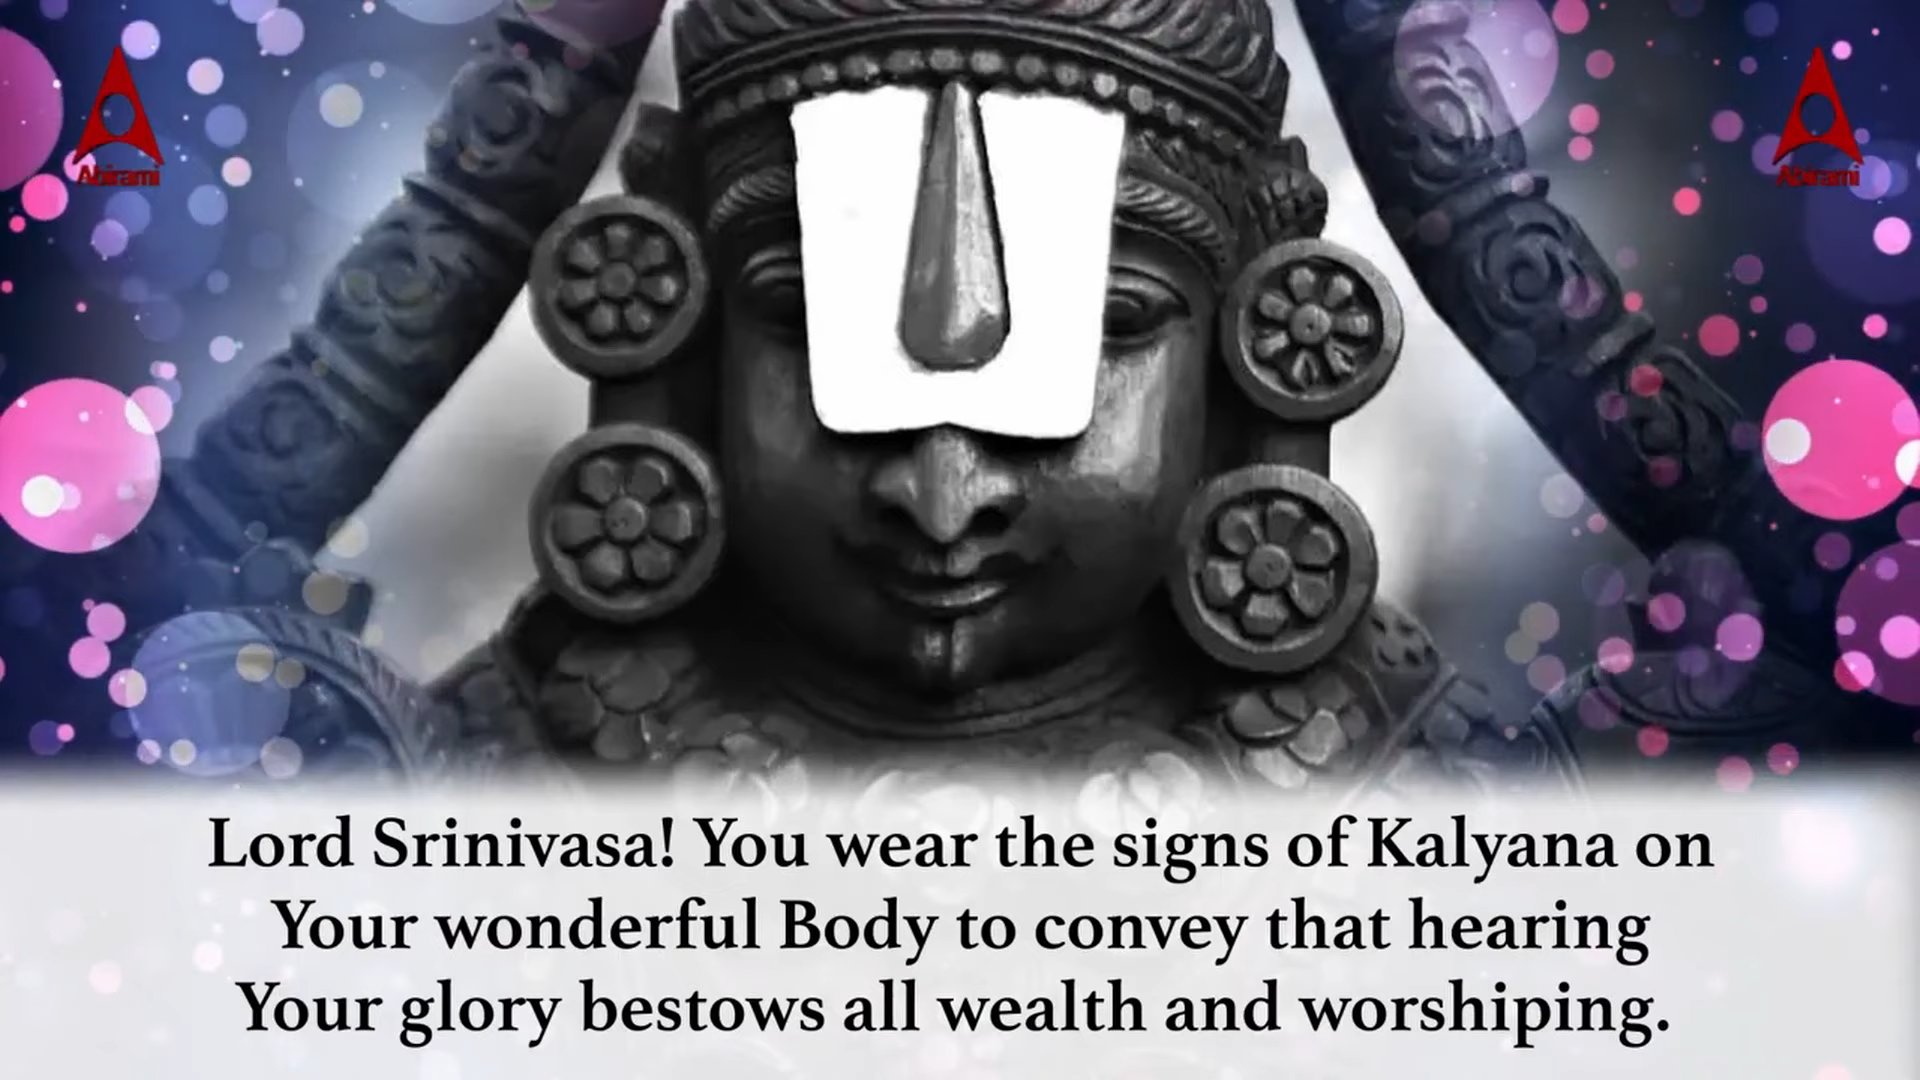 Abirami
Abirami
Lord Srinivasa! You wear the signs of Kalyana on
Your wonderful Body to convey that hearing
Your glory bestows all wealth and worshiping.